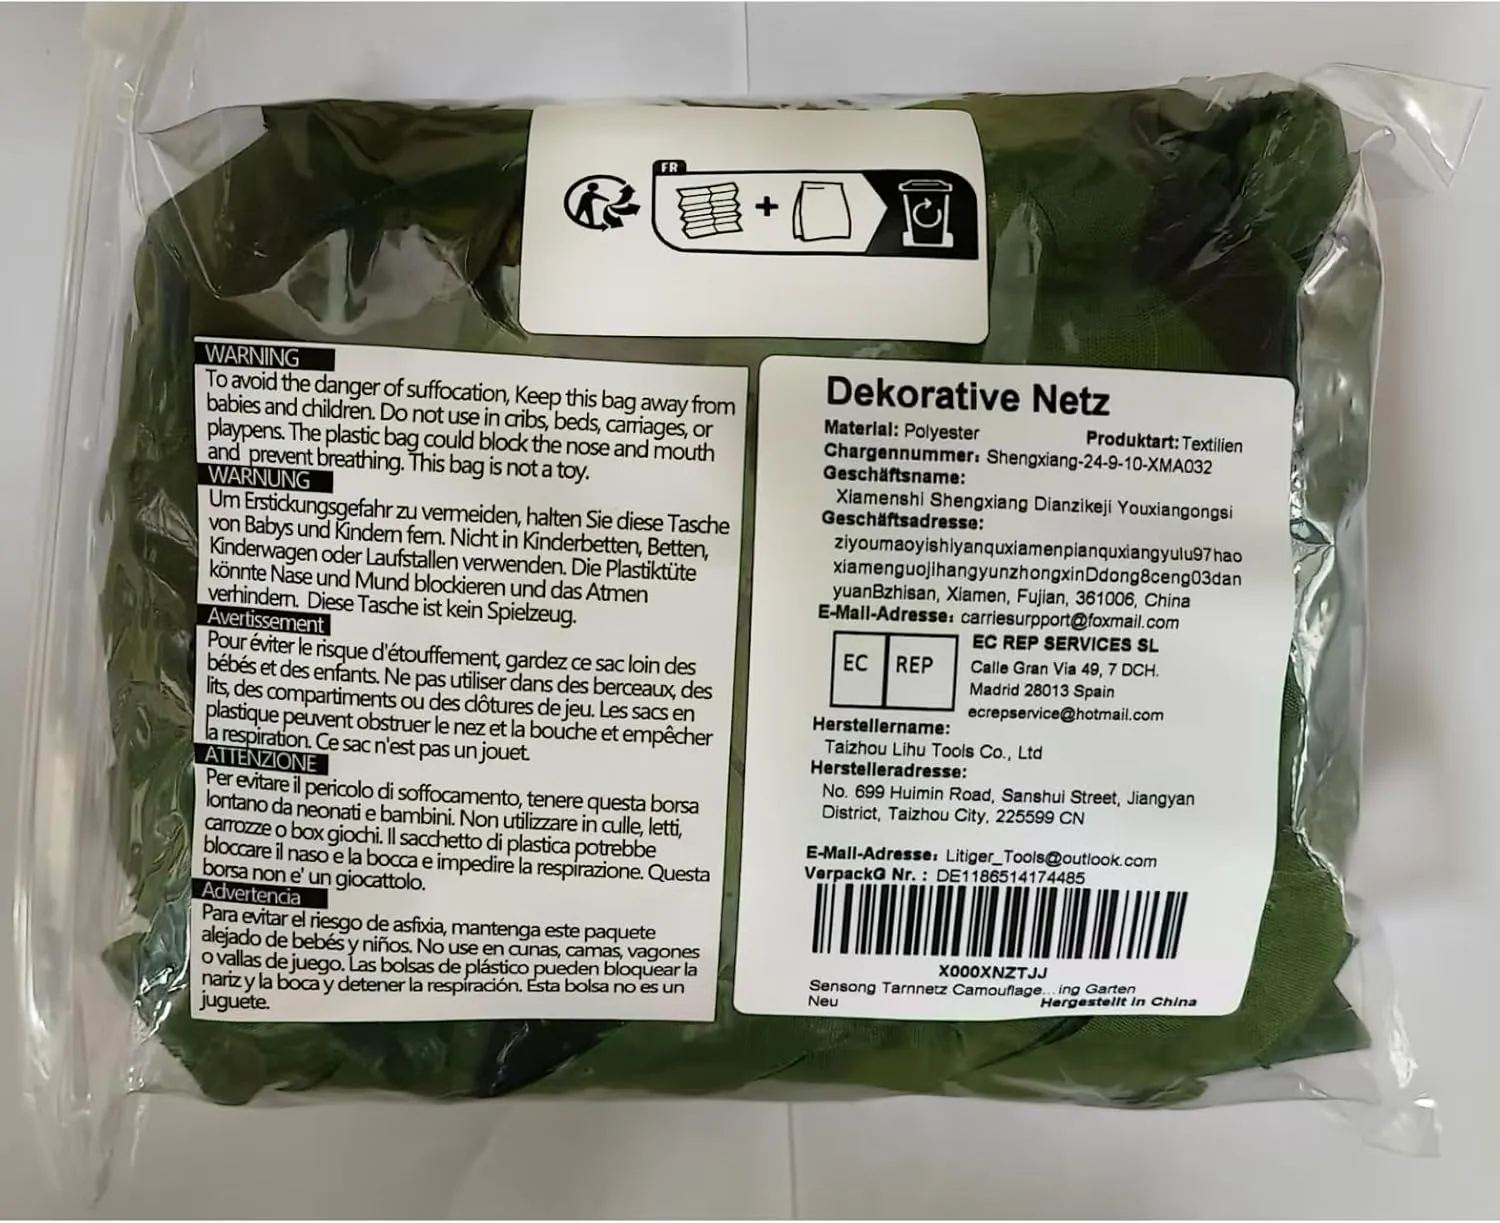 FR
WARNING
To avoid the danger of suffocation, Keep this bag away from
babies and children. Do not use in cribs, beds, carriages, or
playpens. The plastic bag could block the nose and mouth
and prevent breathing. This bag is not a toy.
WARNUNG
Um Erstickungsgefahr zu vermeiden, halten Sie diese Tasche
von Babys und Kindern fern. Nicht in Kinderbetten, Betten,
Kinderwagen oder Laufstallen verwenden. Die Plastiktüte
könnte Nase und Mund blockieren und das Atmen
verhindern. Diese Tasche ist kein Spielzeug.
Avertissement
Pour éviter le risque d'étouffement, gardez ce sac loin des
bébés et des enfants. Ne pas utiliser dans des berceaux, des
lits, des compartiments ou des clôtures de jeu. Les sacs en
plastique peuvent obstruer le nez et la bouche et empêcher
la respiration. Ce sac n'est pas un jouet.
ATTENZIONE
Per evitare il pericolo di soffocamento, tenere questa borsa
lontano da neonati e bambini. Non utilizzare in culle, letti,
carrozze o box giochi. Il sacchetto di plastica potrebbe
bloccare il naso e la bocca e impedire la respirazione. Questa
borsa non e' un giocattolo.
Advertencia
Para evitar el riesgo de asfixia, mantenga este paquete
alejado de bebés y niños. No use en cunas, camas, vagones
o vallas de juego. Las bolsas de plástico pueden bloquear la
nariz y la boca y detener la respiración. Esta bolsa no es un
juguete.
Dekorative Netz
Material: Polyester Produktart: Textilien
Chargennummer: Shengxiang-24-9-10-XMA032
Geschäftsname:
Xiamenshi Shengxiang Dianzikeji Youxiangongsi
Geschäftsadresse:
ziyoumaoyishiyanquxiamenpianquxiangyulu97hao
xiamenguojihangyunzhongxinDdong8ceng03dan
yuanBzhisan, Xiamen, Fujian, 361006, China
E-Mail-Adresse: carriesurpport@foxmail.com
EC REP
EC REP SERVICES SL
Calle Gran Via 49, 7 DCH.
Madrid 28013 Spain
ecrepservice@hotmail.com
Herstellername:
Taizhou Lihu Tools Co., Ltd
Herstelleradresse:
No. 699 Huimin Road, Sanshui Street, Jiangyan
District, Taizhou City, 225599 CN
E-Mail-Adresse: Litiger_Tools@outlook.com
VerpackG Nr. : DE1186514174485
X000XNZTJJ
Sensong Tarnnetz Camouflage...ing Garten
Neu Hergestellt in China